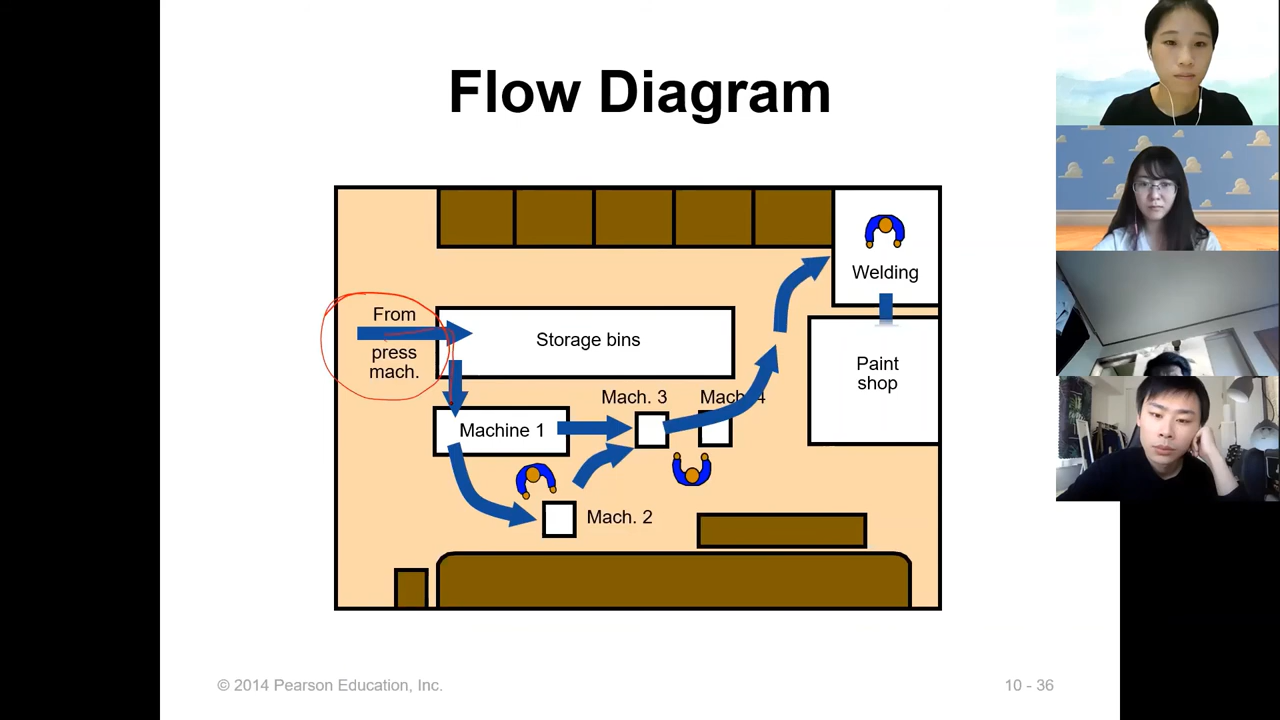 Flow Diagram
Welding
From
press
mach.
Storage bins
Paint
shop
Mach. 3
Mach. 4
Machine 1
Mach. 2
© 2014 Pearson Education, Inc.
10 - 36